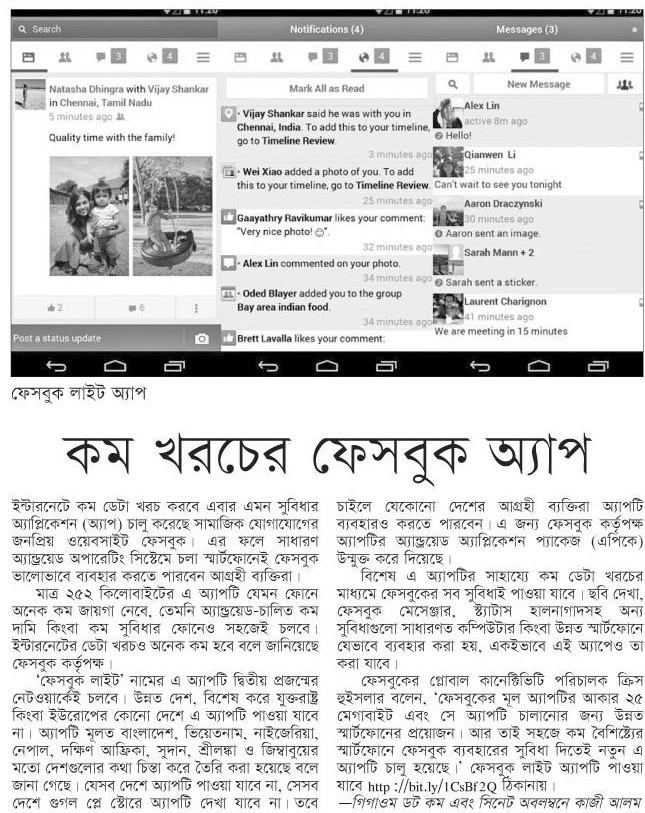 11:26
11:26
11:26
Search
3
4
Natasha Dhingra with Vijay Shankar
in Chennai, Tamil Nadu
5 minutes ago
Quality time with the family!
2
6
Post a status update
Notifications (4)
3
4
Mark All as Read
• Vijay Shankar said he was with you in
Chennai, India. To add this to your timeline,
go to Timeline Review.
3 minutes ago
• Wei Xiao added a photo of you. To add
this to your timeline, go to Timeline Review.
25 minutes ago
Gaayathry Ravikumar likes your comment:
"Very nice photo! 😊".
32 minutes ago
• Alex Lin commented on your photo.
34 minutes ago
• Oded Blayer added you to the group
Bay area indian food.
34 minutes ago
Brett Lavalla likes your comment:
Messages (3)
3
4
New Message
Alex Lin
active 8m ago
Hello!
Qianwen Li
25 minutes ago
Can't wait to see you tonight
Aaron Draczynski
30 minutes ago
Aaron sent an image.
Sarah Mann + 2
Sarah sent a sticker.
Laurent Charignon
41 minutes ago
We are meeting in 15 minutes
ফেসবুক লাইট অ্যাপ
কম খরচের ফেসবুক অ্যাপ
ইন্টারনেটে কম ডেটা খরচ করবে এবার এমন সুবিধার
অ্যাপ্লিকেশন (অ্যাপ) চালু করেছে সামাজিক যোগাযোগের
জনপ্রিয় ওয়েবসাইট ফেসবুক। এর ফলে সাধারণ
অ্যান্ড্রয়েড অপারেটিং সিস্টেমে চলা স্মার্টফোনেই ফেসবুক
ভালোভাবে ব্যবহার করতে পারবেন আগ্রহী ব্যক্তিরা।
মাত্র ২৫২ কিলোবাইটের এ অ্যাপটি যেমন ফোনে
অনেক কম জায়গা নেবে, তেমনি অ্যান্ড্রয়েড-চালিত কম
দামি কিংবা কম সুবিধার ফোনেও সহজেই চলবে।
ইন্টারনেটের ডেটা খরচও অনেক কম হবে বলে জানিয়েছে
ফেসবুক কর্তৃপক্ষ।
'ফেসবুক লাইট' নামের এ অ্যাপটি দ্বিতীয় প্রজন্মের
নেটওয়ার্কেই চলবে। উন্নত দেশ, বিশেষ করে যুক্তরাষ্ট্র
কিংবা ইউরোপের কোনো দেশে এ অ্যাপটি পাওয়া যাবে
না। অ্যাপটি মূলত বাংলাদেশ, ভিয়েতনাম, নাইজেরিয়া,
নেপাল, দক্ষিণ আফ্রিকা, সুদান, শ্রীলঙ্কা ও জিম্বাবুয়ের
মতো দেশগুলোর কথা চিন্তা করে তৈরি করা হয়েছে বলে
জানা গেছে। যেসব দেশে অ্যাপটি পাওয়া যাবে না, সেসব
দেশে গুগল প্লে স্টোরে অ্যাপটি দেখা যাবে না। তবে
চাইলে যেকোনো দেশের আগ্রহী ব্যক্তিরা অ্যাপটি
ব্যবহারও করতে পারবেন। এ জন্য ফেসবুক কর্তৃপক্ষ
অ্যাপটির অ্যান্ড্রয়েড অ্যাপ্লিকেশন প্যাকেজ (এপিকে)
উন্মুক্ত করে দিয়েছে।
বিশেষ এ অ্যাপটির সাহায্যে কম ডেটা খরচের
মাধ্যমে ফেসবুকের সব সুবিধাই পাওয়া যাবে। ছবি দেখা,
ফেসবুক মেসেঞ্জার, স্ট্যাটাস হালনাগাদসহ অন্য
সুবিধাগুলো সাধারণত কম্পিউটার কিংবা উন্নত স্মার্টফোনে
যেভাবে ব্যবহার করা হয়, একইভাবে এই অ্যাপেও তা
করা যাবে।
ফেসবুকের গ্লোবাল কানেক্টিভিটি পরিচালক ক্রিস
হুইসলার বলেন, 'ফেসবুকের মূল অ্যাপটির আকার ২৫
মেগাবাইট এবং সে অ্যাপটি চালানোর জন্য উন্নত
স্মার্টফোনের প্রয়োজন। আর তাই সহজে কম বৈশিষ্ট্যের
স্মার্টফোনে ফেসবুক ব্যবহারের সুবিধা দিতেই নতুন এ
অ্যাপটি চালু হয়েছে।' ফেসবুক লাইট অ্যাপটি পাওয়া
যাবে http://bit.ly/1CsBf2Q ঠিকানায়।
—গিগাওম ডট কম এবং সিনেট অবলম্বনে কাজী আলম